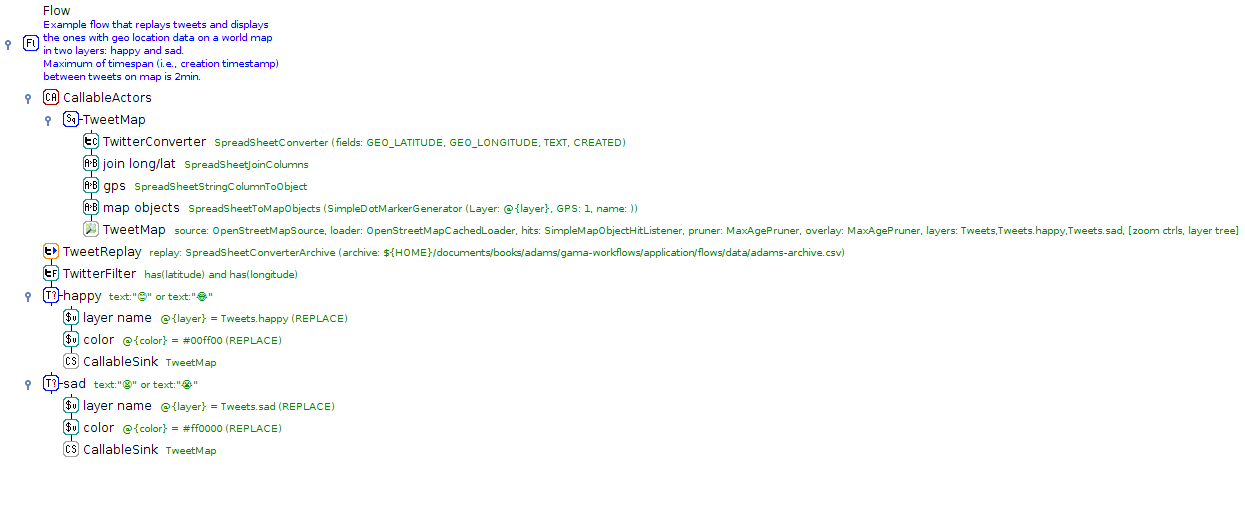 Flow
Example flow that replays tweets and displays
the ones with geo location data on a world map
in two layers: happy and sad.
Maximum of timespan (i.e., creation timestamp)
between tweets on map is 2min.
CA CallableActors
Sq TweetMap
TwitterConverter SpreadSheetConverter (fields: GEO_LATITUDE, GEO_LONGITUDE, TEXT, CREATED)
join long/lat SpreadSheetJoinColumns
gps SpreadSheetStringColumnToObject
map objects SpreadSheetToMapObjects (SimpleDotMarkerGenerator (Layer: @{layer}, GPS: 1, name: ))
TweetMap source: OpenStreetMapSource, loader: OpenStreetMapCachedLoader, hits: SimpleMapObjectHitListener, pruner: MaxAgePruner, overlay: MaxAgePruner, layers: Tweets,Tweets.happy,Tweets.sad, [zoom ctrls, layer tree]
TweetReplay replay: SpreadSheetConverterArchive (archive: ${HOME}/documents/books/adams/gama-workflows/application/flows/data/adams-archive.csv)
TwitterFilter has(latitude) and has(longitude)
T? happy text:"😊" or text:"😂"
$v layer name @{layer} = Tweets.happy (REPLACE)
$v color @{color} = #00ff00 (REPLACE)
CS CallableSink TweetMap
T? sad text:"😫" or text:"😭"
$v layer name @{layer} = Tweets.sad (REPLACE)
$v color @{color} = #ff0000 (REPLACE)
CS CallableSink TweetMap